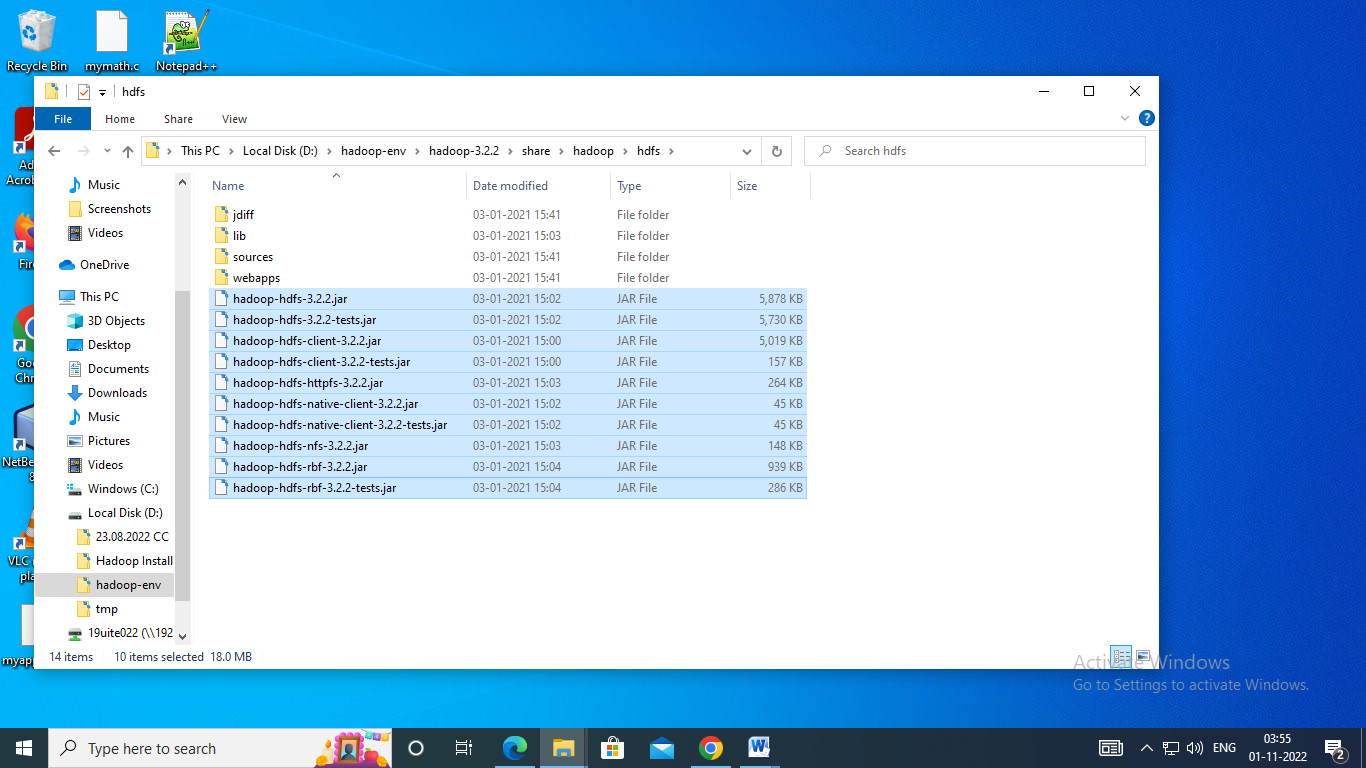 Recycle Bin
mymath.c
Notepad++
hdfs
File Home Share View
This PC Local Disk (D:) hadoop-env hadoop-3.2.2 share hadoop hdfs
Search hdfs
Name Date modified Type Size
jdiff 03-01-2021 15:41 File folder
lib 03-01-2021 15:03 File folder
sources 03-01-2021 15:41 File folder
webapps 03-01-2021 15:41 File folder
hadoop-hdfs-3.2.2.jar 03-01-2021 15:02 JAR File 5,878 KB
hadoop-hdfs-3.2.2-tests.jar 03-01-2021 15:02 JAR File 5,730 KB
hadoop-hdfs-client-3.2.2.jar 03-01-2021 15:00 JAR File 5,019 KB
hadoop-hdfs-client-3.2.2-tests.jar 03-01-2021 15:00 JAR File 157 KB
hadoop-hdfs-httpfs-3.2.2.jar 03-01-2021 15:03 JAR File 264 KB
hadoop-hdfs-native-client-3.2.2.jar 03-01-2021 15:02 JAR File 45 KB
hadoop-hdfs-native-client-3.2.2-tests.jar 03-01-2021 15:02 JAR File 45 KB
hadoop-hdfs-nfs-3.2.2.jar 03-01-2021 15:03 JAR File 148 KB
hadoop-hdfs-rbf-3.2.2.jar 03-01-2021 15:04 JAR File 939 KB
hadoop-hdfs-rbf-3.2.2-tests.jar 03-01-2021 15:04 JAR File 286 KB
Music
Screenshots
Videos
OneDrive
This PC
3D Objects
Desktop
Documents
Downloads
Music
Pictures
Videos
Windows (C:)
Local Disk (D:)
23.08.2022 CC
Hadoop Install
hadoop-env
tmp
19uite022 (\\192
14 items 10 items selected 18.0 MB
Activate Windows
Go to Settings to activate Windows.
Type here to search
ENG
03:55
01-11-2022
2